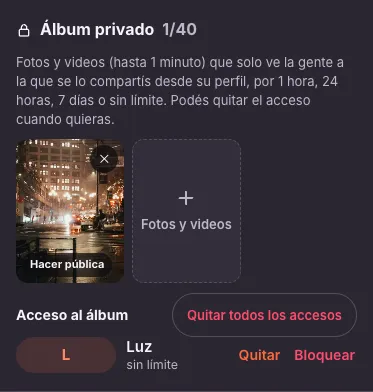 Álbum privado 1/40
Fotos y videos (hasta 1 minuto) que solo ve la gente a
la que se lo compartís desde su perfil, por 1 hora, 24
horas, 7 días o sin límite. Podés quitar el acceso
cuando quieras.
Hacer pública
Fotos y videos
Acceso al álbum
Quitar todos los accesos
L
Luz
sin límite
Quitar
Bloquear